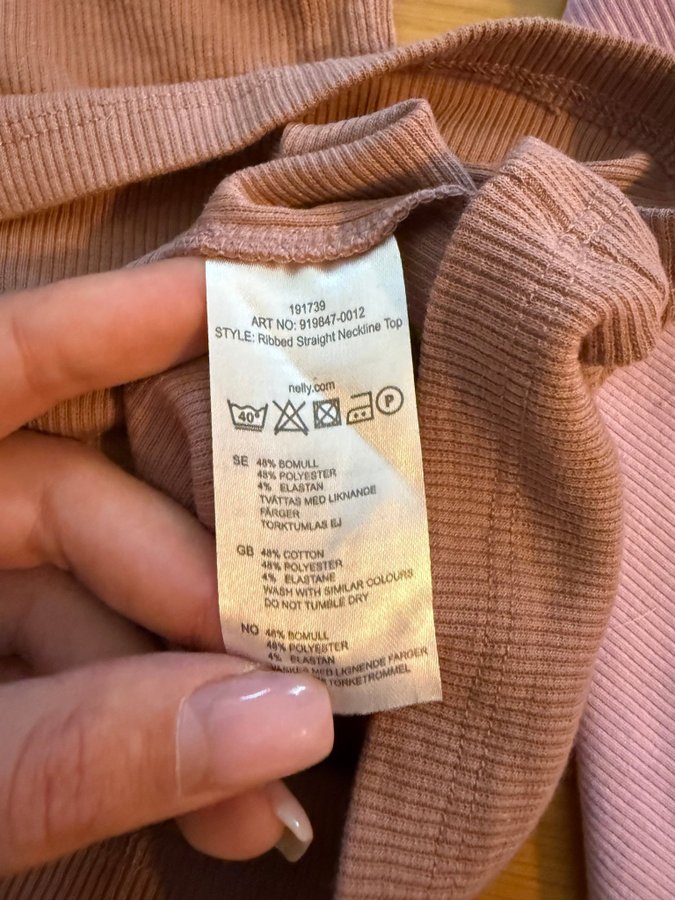 191739
ART NO: 919847-0012
STYLE: Ribbed Straight Neckline Top
nelly.com
40° P
SE 48% BOMULL
48% POLYESTER
4% ELASTAN
TVÄTTAS MED LIKNANDE
FÄRGER
TORKTUMLAS EJ
GB 48% COTTON
48% POLYESTER
4% ELASTANE
WASH WITH SIMILAR COLOURS
DO NOT TUMBLE DRY
NO 48% BOMULL
48% POLYESTER
4% ELASTAN
VASKES MED LKINENDE FARGER
TORKETROMMEL